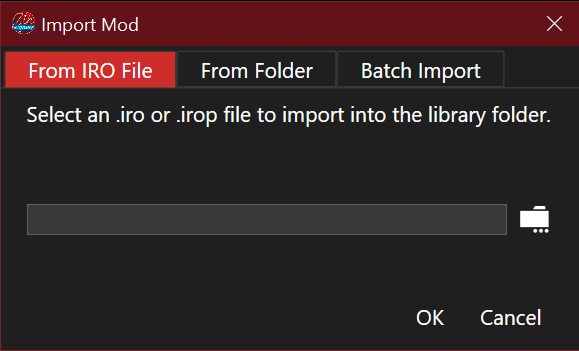 Import Mod
From IRO File
From Folder
Batch Import
Select an .iro or .irop file to import into the library folder.
OK
Cancel